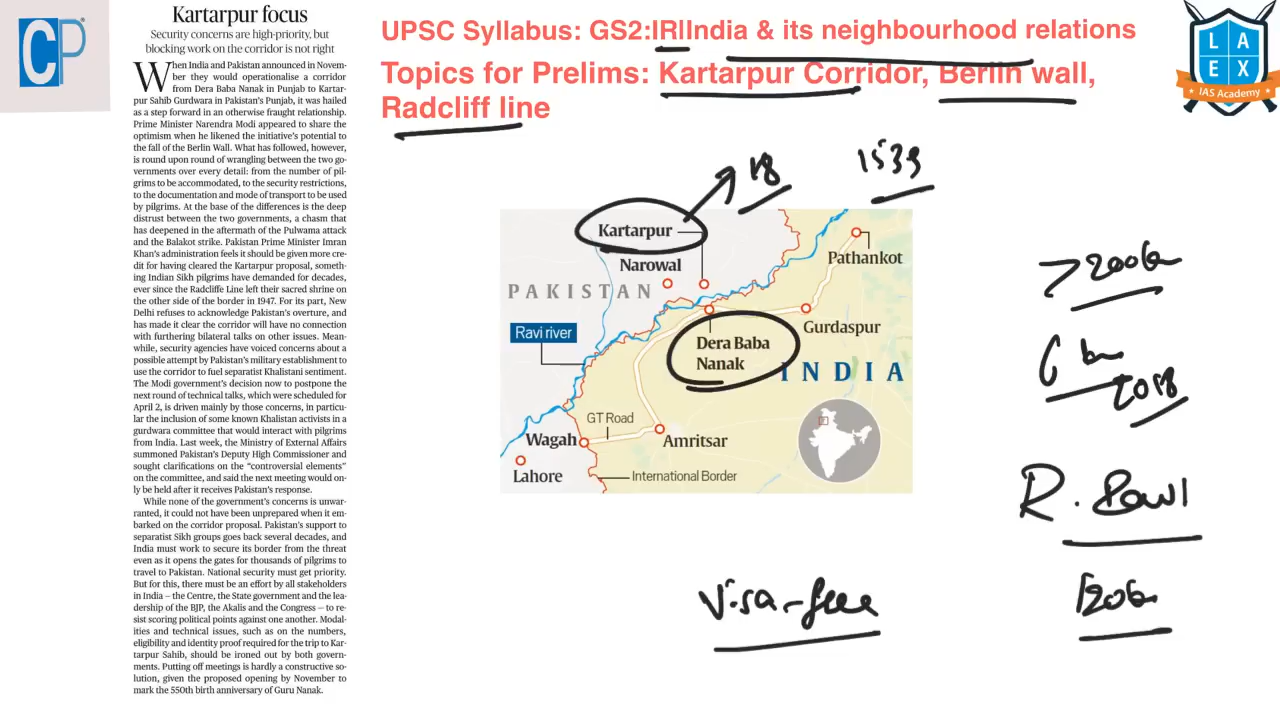 CP
Kartarpur focus
Security concerns are high-priority, but
blocking work on the corridor is not right
When India and Pakistan announced in Novem-
ber they would operationalise a corridor
from Dera Baba Nanak in Punjab to Kartar-
pur Sahib Gurdwara in Pakistan's Punjab, it was hailed
as a step forward in an otherwise fraught relationship.
Prime Minister Narendra Modi appeared to share the
optimism when he likened the initiative's potential to
the fall of the Berlin Wall. What has followed, however,
is round upon round of wrangling between the two go-
vernments over every detail: from the number of pil-
grims to be accommodated, to the security restrictions,
to the documentation and mode of transport to be used
by pilgrims. At the base of the differences is the deep
distrust between the two governments, a chasm that
has deepened in the aftermath of the Pulwama attack
and the Balakot strike. Pakistan Prime Minister Imran
Khan's administration feels it should be given more cre-
dit for having cleared the Kartarpur proposal, someth-
ing Indian Sikh pilgrims have demanded for decades,
ever since the Radcliffe Line left their sacred shrine on
the other side of the border in 1947. For its part, New
Delhi refuses to acknowledge Pakistan's overture, and
has made it clear the corridor will have no connection
with furthering bilateral talks on other issues. Mean-
while, security agencies have voiced concerns about a
possible attempt by Pakistan's military establishment to
use the corridor to fuel separatist Khalistani sentiment.
The Modi government's decision now to postpone the
next round of technical talks, which were scheduled for
April 2, is driven mainly by those concerns, in particu-
lar the inclusion of some known Khalistan activists in a
gurdwara committee that would interact with pilgrims
from India. Last week, the Ministry of External Affairs
summoned Pakistan's Deputy High Commissioner and
sought clarifications on the "controversial elements"
on the committee, and said the next meeting would on-
ly be held after it receives Pakistan's response.
While none of the government's concerns is unwar-
ranted, it could not have been unprepared when it em-
barked on the corridor proposal. Pakistan's support to
separatist Sikh groups goes back several decades, and
India must work to secure its border from the threat
even as it opens the gates for thousands of pilgrims to
travel to Pakistan. National security must get priority.
But for this, there must be an effort by all stakeholders
in India – the Centre, the State government and the lea-
dership of the BJP, the Akalis and the Congress – to re-
sist scoring political points against one another. Modal-
ities and technical issues, such as on the numbers,
eligibility and identity proof required for the trip to Kar-
tarpur Sahib, should be ironed out by both govern-
ments. Putting off meetings is hardly a constructive so-
lution, given the proposed opening by November to
mark the 550th birth anniversary of Guru Nanak.
UPSC Syllabus: GS2:IR||India & its neighbourhood relations
Topics for Prelims: Kartarpur Corridor, Berlin wall,
Radcliff line
LAEX
IAS Academy
18
1539
Kartarpur
Narowal
Pathankot
PAKISTAN
Ravi river
Gurdaspur
Dera Baba
Nanak
INDIA
GT Road
Wagah
Amritsar
Lahore
International Border
2018
Visa-free